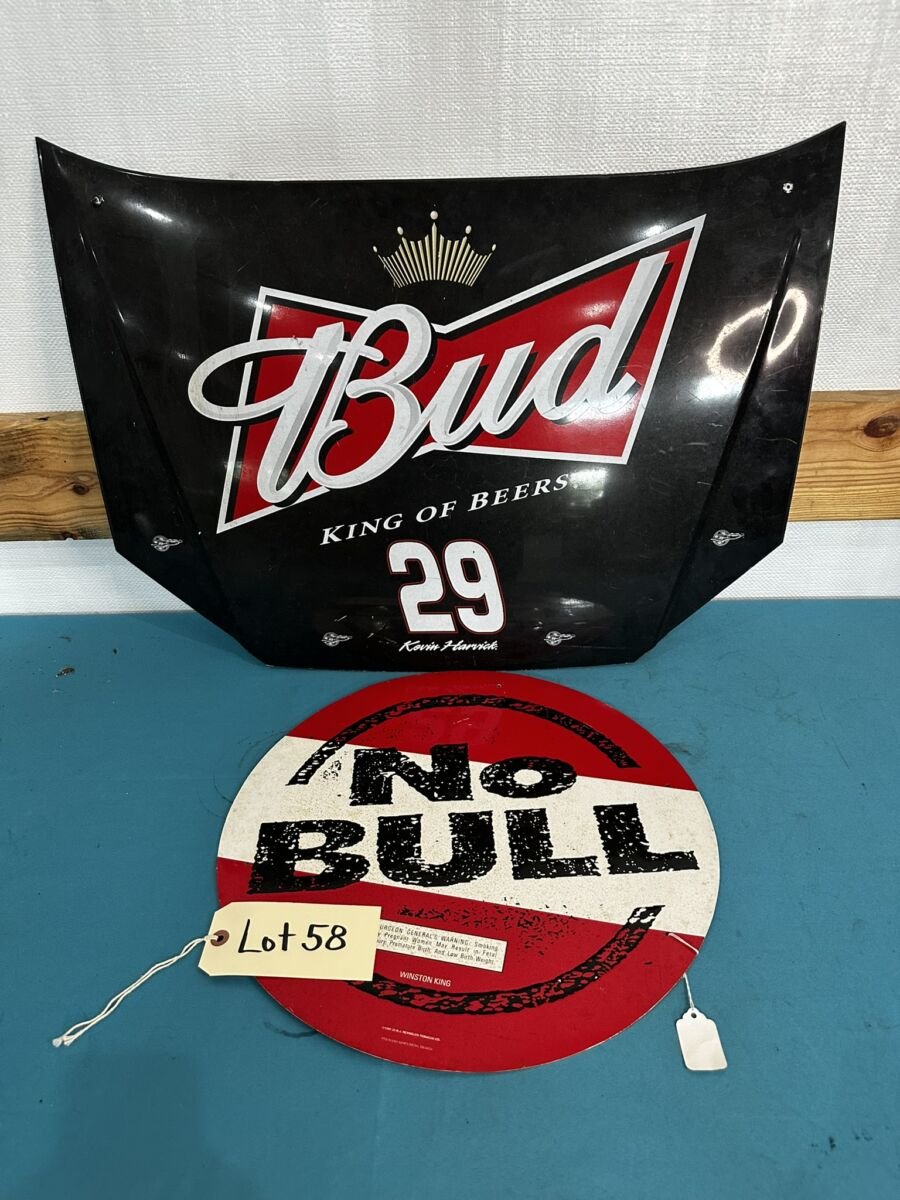 Bud
KING OF BEERS
29
Kevin Harvick
No
BULL
Lot 58
SURGEON GENERAL'S WARNING: Smoking
By Pregnant Women May Result in Fetal
Injury, Premature Birth, And Low Birth Weight.
WINSTON KING